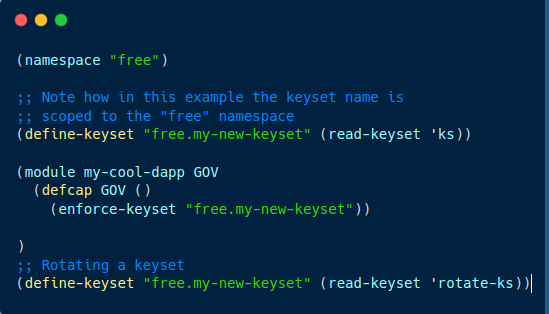 (namespace "free")

;; Note how in this example the keyset name is
;; scoped to the "free" namespace
(define-keyset "free.my-new-keyset" (read-keyset 'ks))

(module my-cool-dapp GOV
  (defcap GOV ()
    (enforce-keyset "free.my-new-keyset"))

)
;; Rotating a keyset
(define-keyset "free.my-new-keyset" (read-keyset 'rotate-ks))